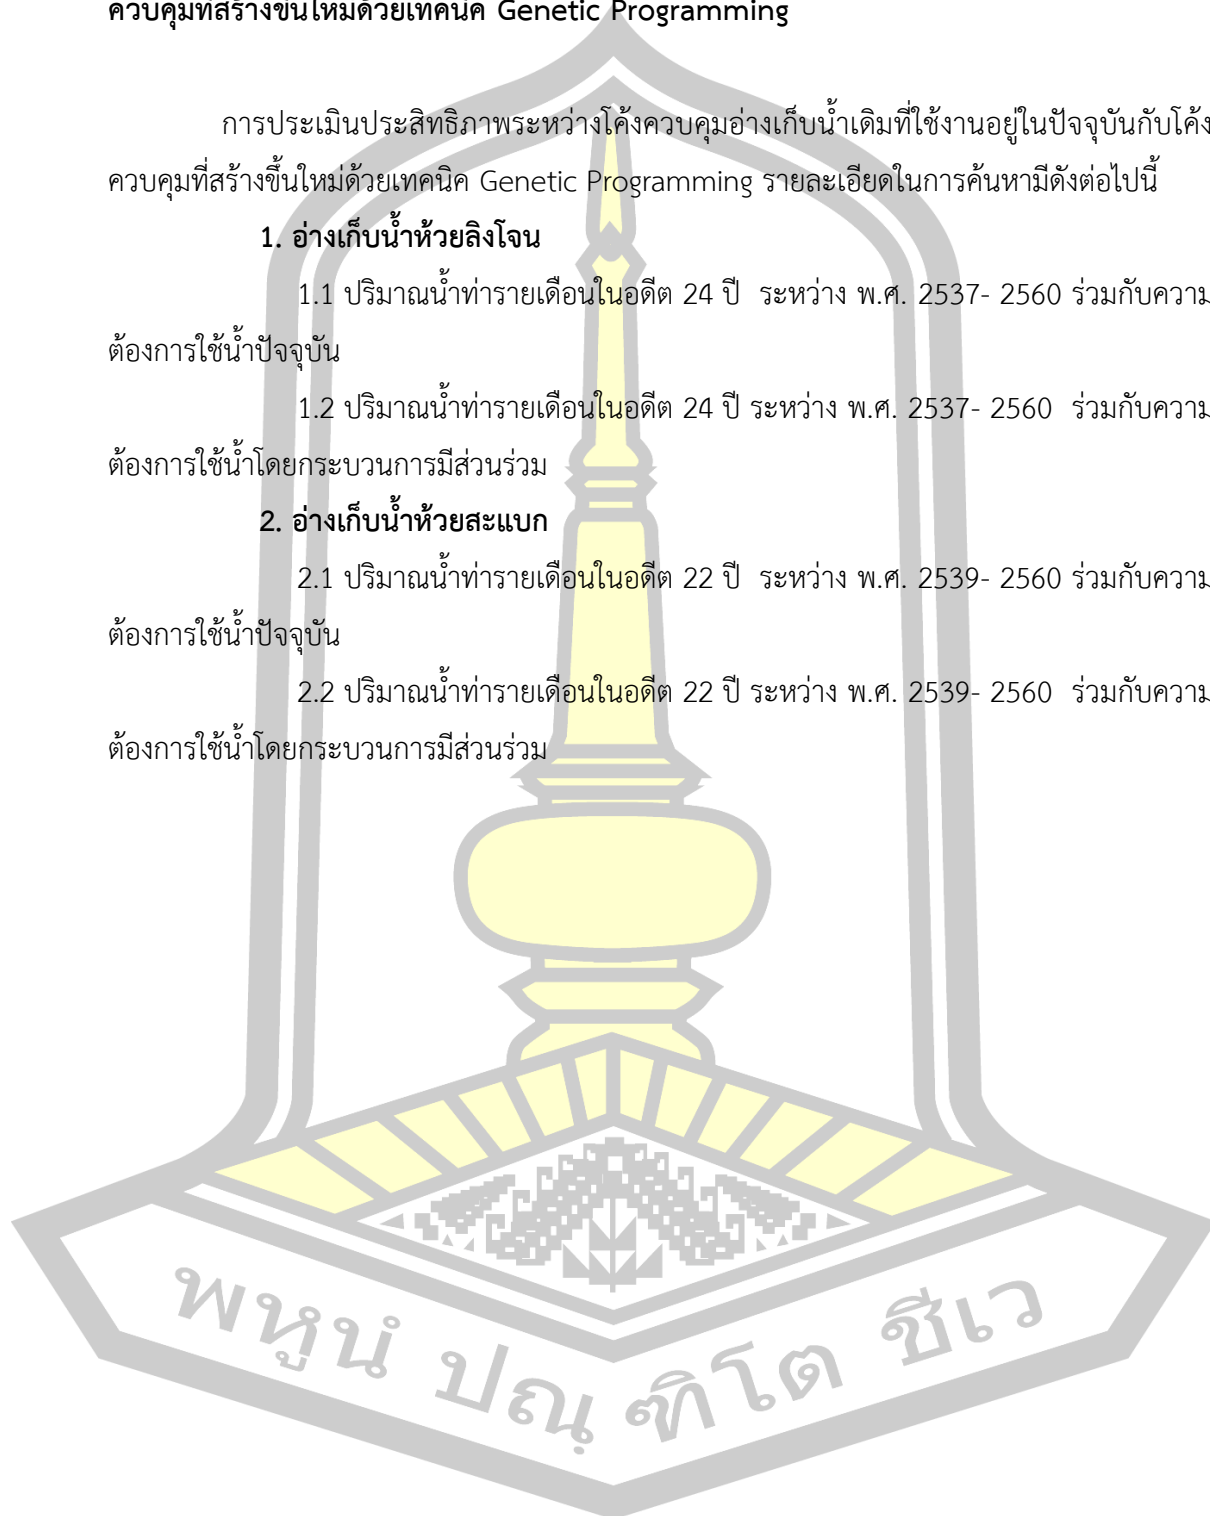 ควบคุมที่สร้างขึ้นใหม่ด้วยเทคนิค Genetic Programming
การประเมินประสิทธิภาพระหว่างโค้งควบคุมอ่างเก็บน้ำเดิมที่ใช้งานอยู่ในปัจจุบันกับโค้ง
ควบคุมที่สร้างขึ้นใหม่ด้วยเทคนิค Genetic Programming รายละเอียดในการค้นหามีดังต่อไปนี้
1. อ่างเก็บน้ำห้วยลิงโจน
1.1 ปริมาณน้ำท่ารายเดือนในอดีต 24 ปี ระหว่าง พ.ศ. 2537- 2560 ร่วมกับความ
ต้องการใช้น้ำปัจจุบัน
1.2 ปริมาณน้ำท่ารายเดือนในอดีต 24 ปี ระหว่าง พ.ศ. 2537- 2560 ร่วมกับความ
ต้องการใช้น้ำโดยกระบวนการมีส่วนร่วม
2. อ่างเก็บน้ำห้วยสะแบก
2.1 ปริมาณน้ำท่ารายเดือนในอดีต 22 ปี ระหว่าง พ.ศ. 2539- 2560 ร่วมกับความ
ต้องการใช้น้ำปัจจุบัน
2.2 ปริมาณน้ำท่ารายเดือนในอดีต 22 ปี ระหว่าง พ.ศ. 2539- 2560 ร่วมกับความ
ต้องการใช้น้ำโดยกระบวนการมีส่วนร่วม
พหูนํ ปณฺฑิโต ชีเว